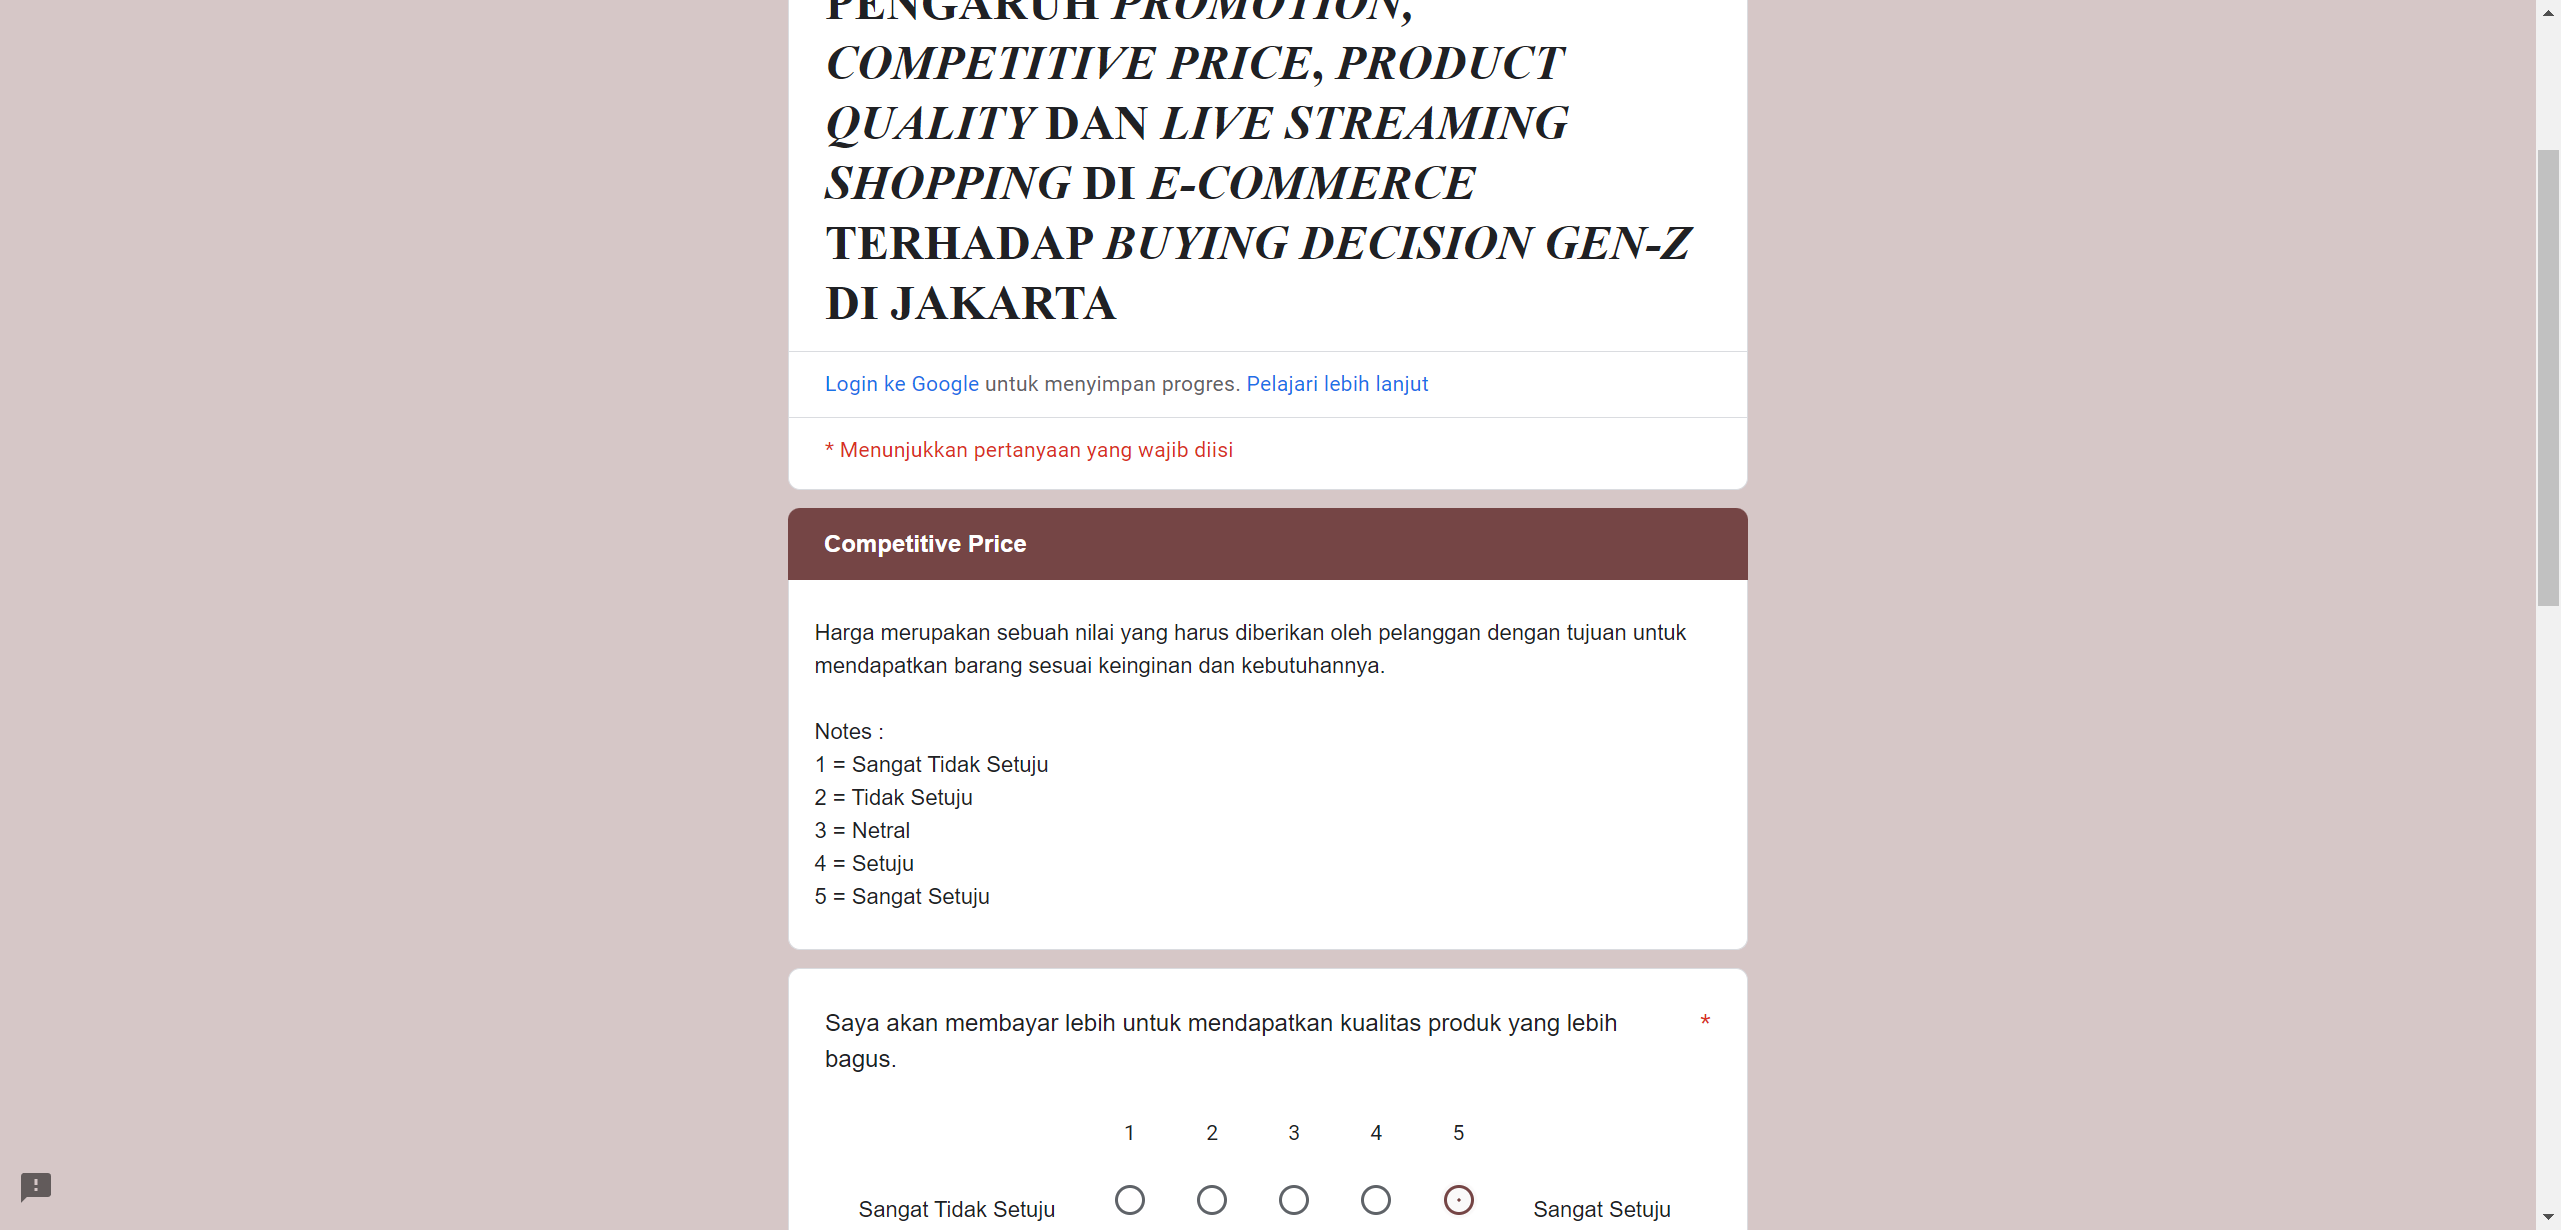 PENGARUH PROMOTION,
COMPETITIVE PRICE, PRODUCT
QUALITY DAN LIVE STREAMING
SHOPPING DI E-COMMERCE
TERHADAP BUYING DECISION GEN-Z
DI JAKARTA
Login ke Google untuk menyimpan progres. Pelajari lebih lanjut
* Menunjukkan pertanyaan yang wajib diisi
Competitive Price
Harga merupakan sebuah nilai yang harus diberikan oleh pelanggan dengan tujuan untuk
mendapatkan barang sesuai keinginan dan kebutuhannya.
Notes :
1 = Sangat Tidak Setuju
2 = Tidak Setuju
3 = Netral
4 = Setuju
5 = Sangat Setuju
Saya akan membayar lebih untuk mendapatkan kualitas produk yang lebih *
bagus.
1 2 3 4 5
Sangat Tidak Setuju Sangat Setuju